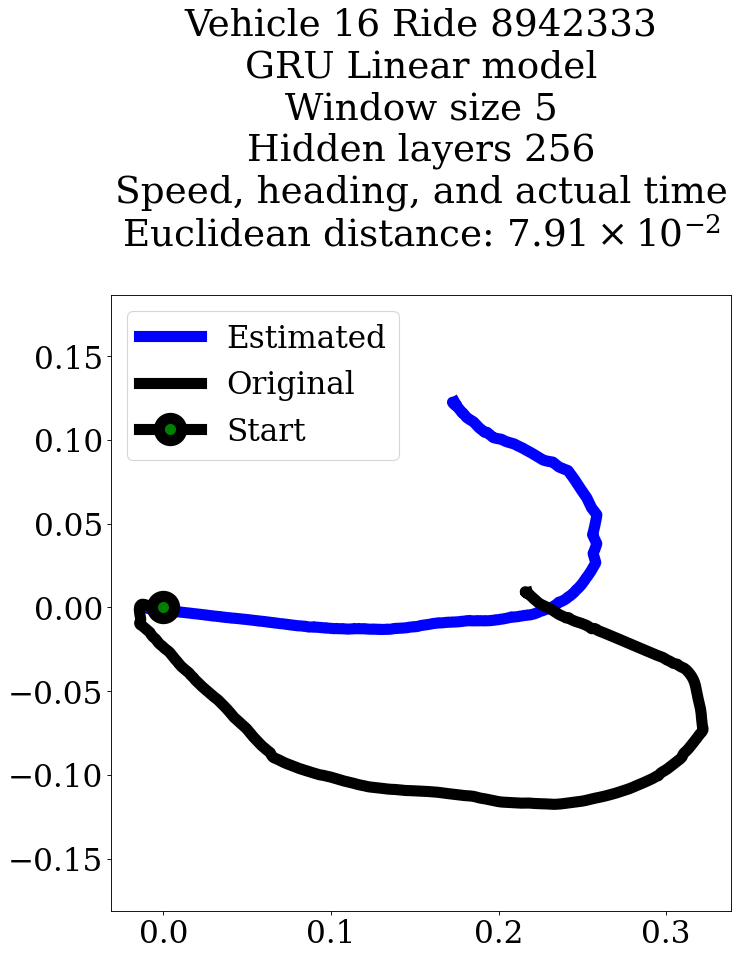 Vehicle 16 Ride 8942333
GRU Linear model
Window size 5
Hidden layers 256
Speed, heading, and actual time
Euclidean distance: 7.91 × 10⁻²
Estimated
Original
Start
0.15
0.10
0.05
0.00
−0.05
−0.10
−0.15
0.0 0.1 0.2 0.3